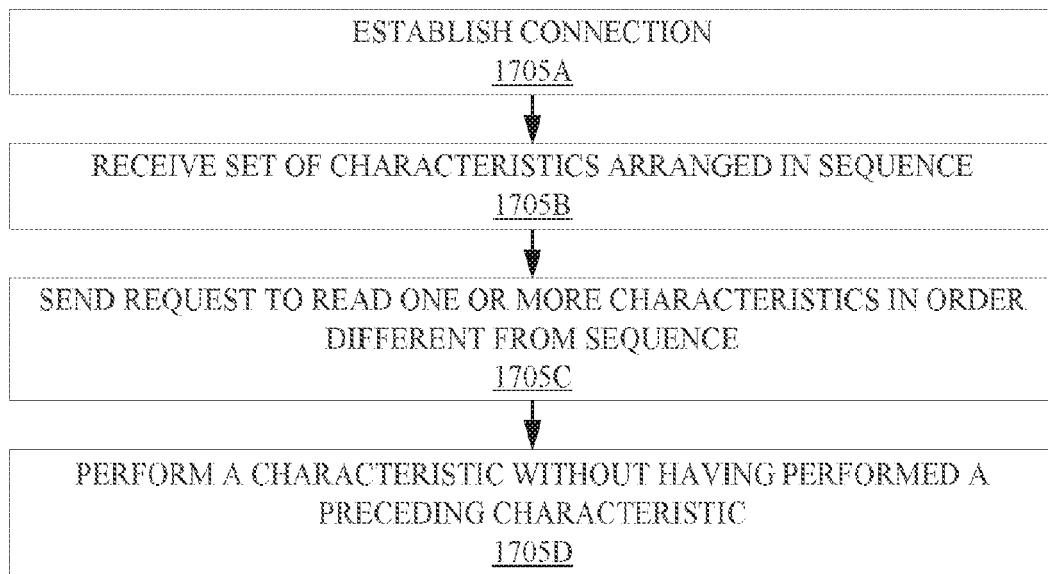 ESTABLISH CONNECTION
1705A
RECEIVE SET OF CHARACTERISTICS ARRANGED IN SEQUENCE
1705B
SEND REQUEST TO READ ONE OR MORE CHARACTERISTICS IN ORDER
DIFFERENT FROM SEQUENCE
1705C
PERFORM A CHARACTERISTIC WITHOUT HAVING PERFORMED A
PRECEDING CHARACTERISTIC
1705D